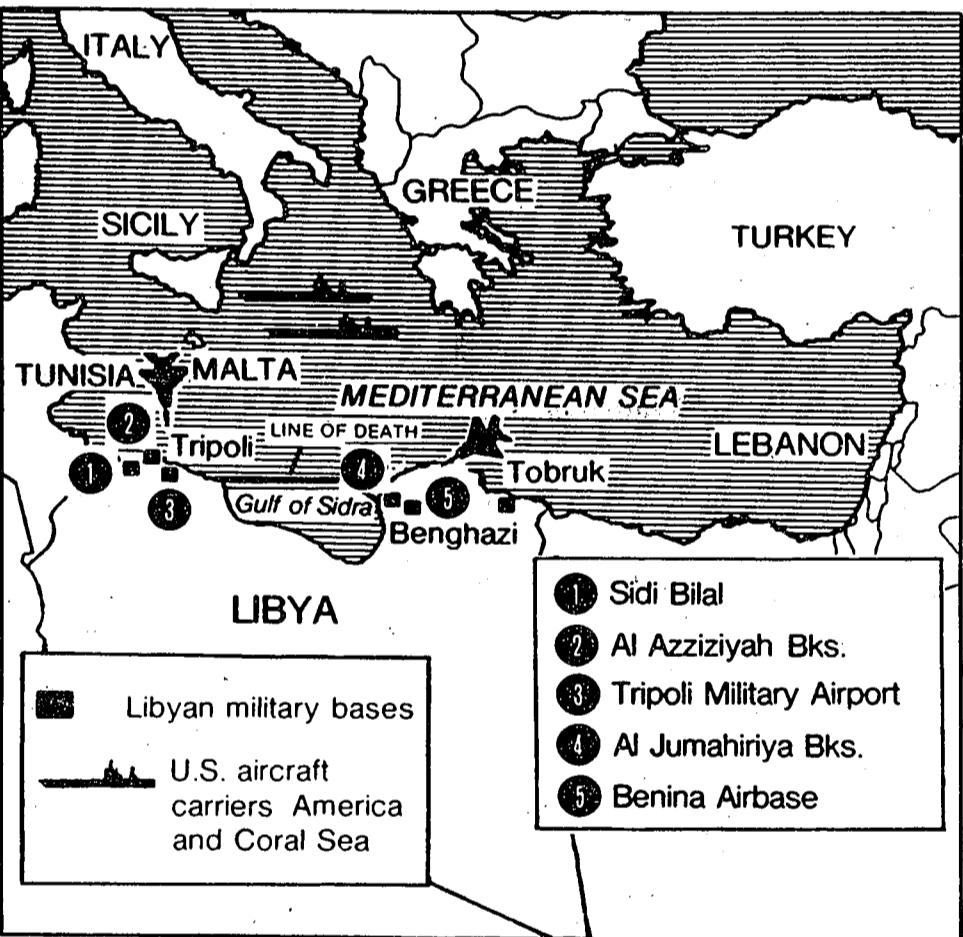 ITALY
GREECE
SICILY
TURKEY
TUNISIA
MALTA
MEDITERRANEAN SEA
2
Tripoli
LINE OF DEATH
LEBANON
1
4
Tobruk
3
Gulf of Sidra
5
Benghazi
LIBYA
1 Sidi Bilal
2 Al Azziziyah Bks.
3 Tripoli Military Airport
4 Al Jumahiriya Bks.
5 Benina Airbase
Libyan military bases
U.S. aircraft
carriers America
and Coral Sea